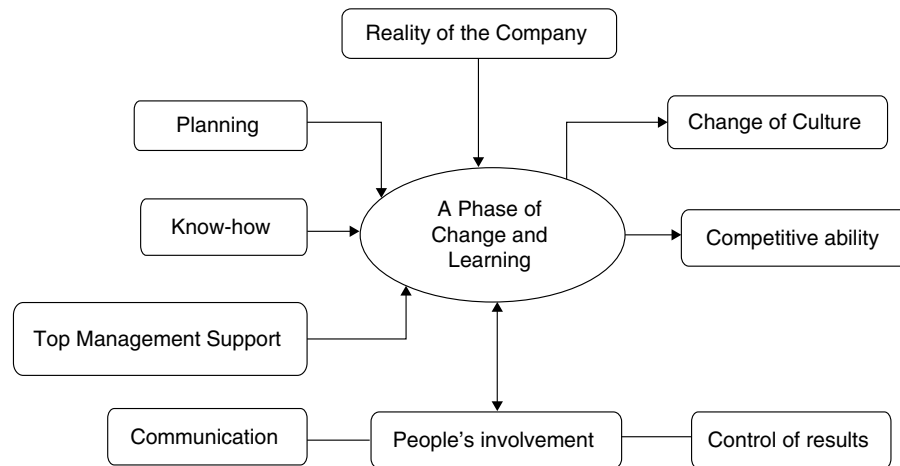 Reality of the Company
Planning
Change of Culture
Know-how
A Phase of
Change and
Learning
Competitive ability
Top Management Support
Communication
People’s involvement
Control of results